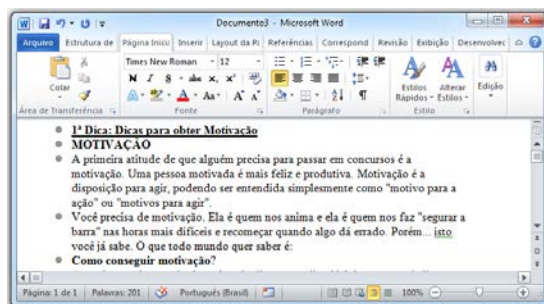 Documento3 - Microsoft Word
Arquivo Estrutura de Página Inici Inserir Layout da Pá Referências Correspond Revisão Exibição Desenvolvec
Times New Roman 12
Colar
N I S abc x, x²
A Aa A A
Estilos Rápidos Alterar Estilos Edição
Área de Transferência Fonte Parágrafo Estilo
1ª Dica: Dicas para obter Motivação
MOTIVAÇÃO
A primeira atitude de que alguém precisa para passar em concursos é a
motivação. Uma pessoa motivada é mais feliz e produtiva. Motivação é a
disposição para agir, podendo ser entendida simplesmente como "motivo para a
ação" ou "motivos para agir".
Você precisa de motivação. Ela é quem nos anima e ela é quem nos faz "segurar a
barra" nas horas mais difíceis e recomeçar quando algo dá errado. Porém... isto
você já sabe. O que todo mundo quer saber é:
Como conseguir motivação?
Página: 1 de 1 Palavras: 201 Português (Brasil) 100%